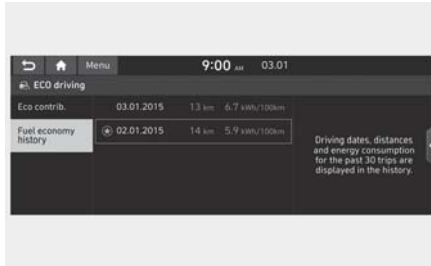 Menu 9:00 AM 03.01
ECO driving
Eco contrib. 03.01.2015 13 km 6.7 kWh/100km
Fuel economy
history
02.01.2015 14 km 5.9 kWh/100km
Driving dates, distances
and energy consumption
for the past 30 trips are
displayed in the history.